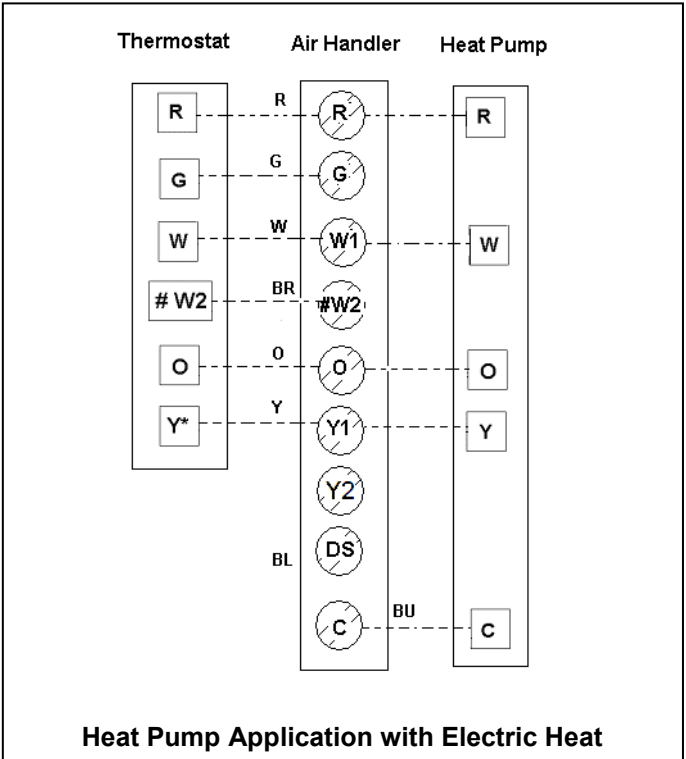 Thermostat Air Handler Heat Pump
R R R R
G G G
W W W1 W
# W2 BR #W2
O O O O
Y* Y Y1 Y
Y2
BL DS
C BU C
Heat Pump Application with Electric Heat